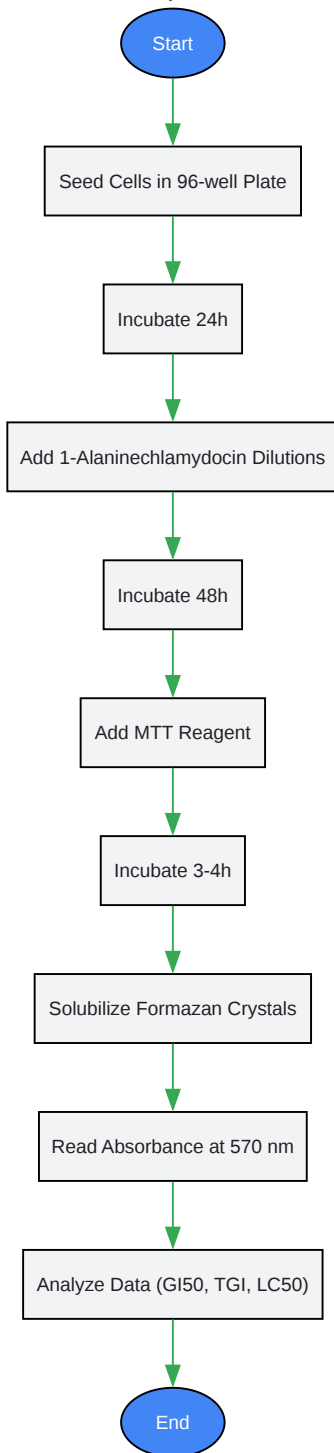 Start
Seed Cells in 96-well Plate
Incubate 24h
Add 1-Alaninechlamydocin Dilutions
Incubate 48h
Add MTT Reagent
Incubate 3-4h
Solubilize Formazan Crystals
Read Absorbance at 570 nm
Analyze Data (GI50, TGI, LC50)
End